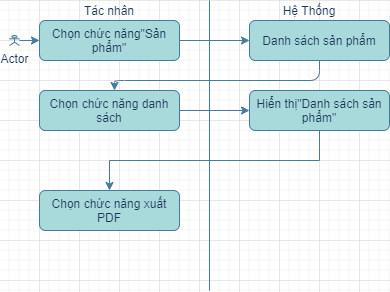 Tác nhân
Hệ Thống
Actor
Chọn chức năng"Sản
phẩm"
Danh sách sản phẩm
Chọn chức năng danh
sách
Hiển thị"Danh sách sản
phẩm"
Chọn chức năng xuất
PDF